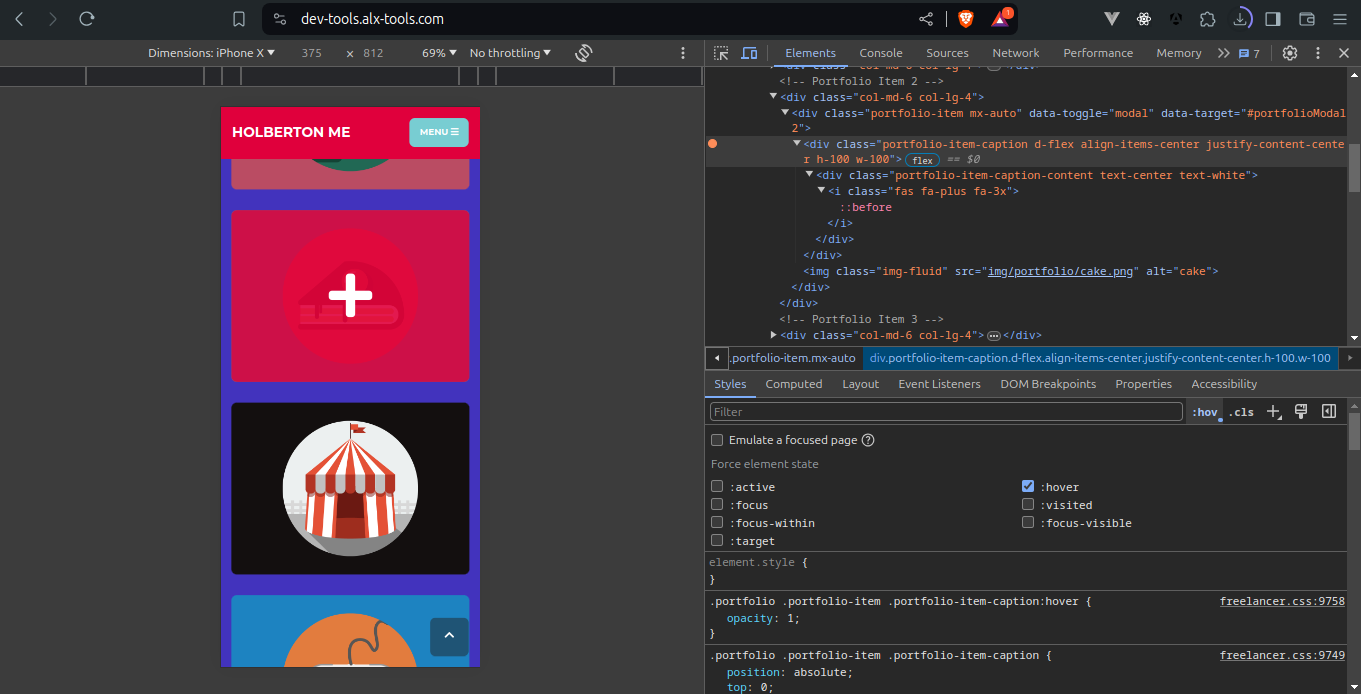 dev-tools.alx-tools.com
1
Dimensions: iPhone X 375 × 812 69% No throttling
Elements Console Sources Network Performance Memory 7
HOLBERTON ME
MENU
<!-- Portfolio Item 2 -->
<div class="col-md-6 col-lg-4">
<div class="portfolio-item mx-auto" data-toggle="modal" data-target="#portfolioModal
2">
<div class="portfolio-item-caption d-flex align-items-center justify-content-cente
r h-100 w-100"> flex == $0
<div class="portfolio-item-caption-content text-center text-white">
<i class="fas fa-plus fa-3x">
::before
</i>
</div>
</div>
<img class="img-fluid" src="img/portfolio/cake.png" alt="cake">
</div>
</div>
<!-- Portfolio Item 3 -->
<div class="col-md-6 col-lg-4"> … </div>
.portfolio-item.mx-auto div.portfolio-item-caption.d-flex.align-items-center.justify-content-center.h-100.w-100
Styles Computed Layout Event Listeners DOM Breakpoints Properties Accessibility
Filter :hov .cls
Emulate a focused page ?
Force element state
:active :hover
:focus :visited
:focus-within :focus-visible
:target
element.style {
}
.portfolio .portfolio-item .portfolio-item-caption:hover { freelancer.css:9758
opacity: 1;
}
.portfolio .portfolio-item .portfolio-item-caption { freelancer.css:9749
position: absolute;
top: 0;